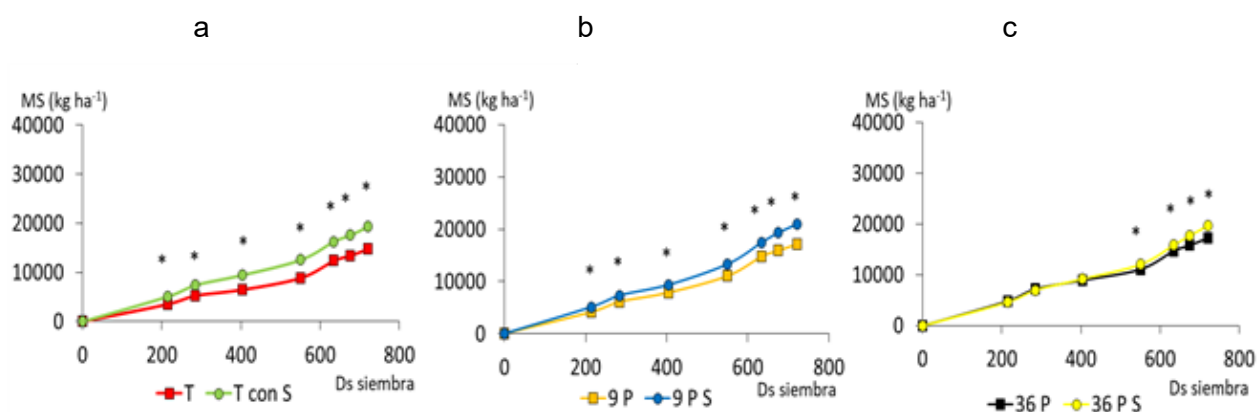 a
b
c
MS (kg ha⁻¹)
40000
30000
20000
10000
0
* * * * * * *
0 200 400 600 800
Ds siembra
T T con S
MS (kg ha⁻¹)
40000
30000
20000
10000
0
* * * * * * *
0 200 400 600 800
Ds siembra
9 P 9 P S
MS (kg ha⁻¹)
40000
30000
20000
10000
0
* * * *
0 200 400 600 800
Ds siembra
36 P 36 P S